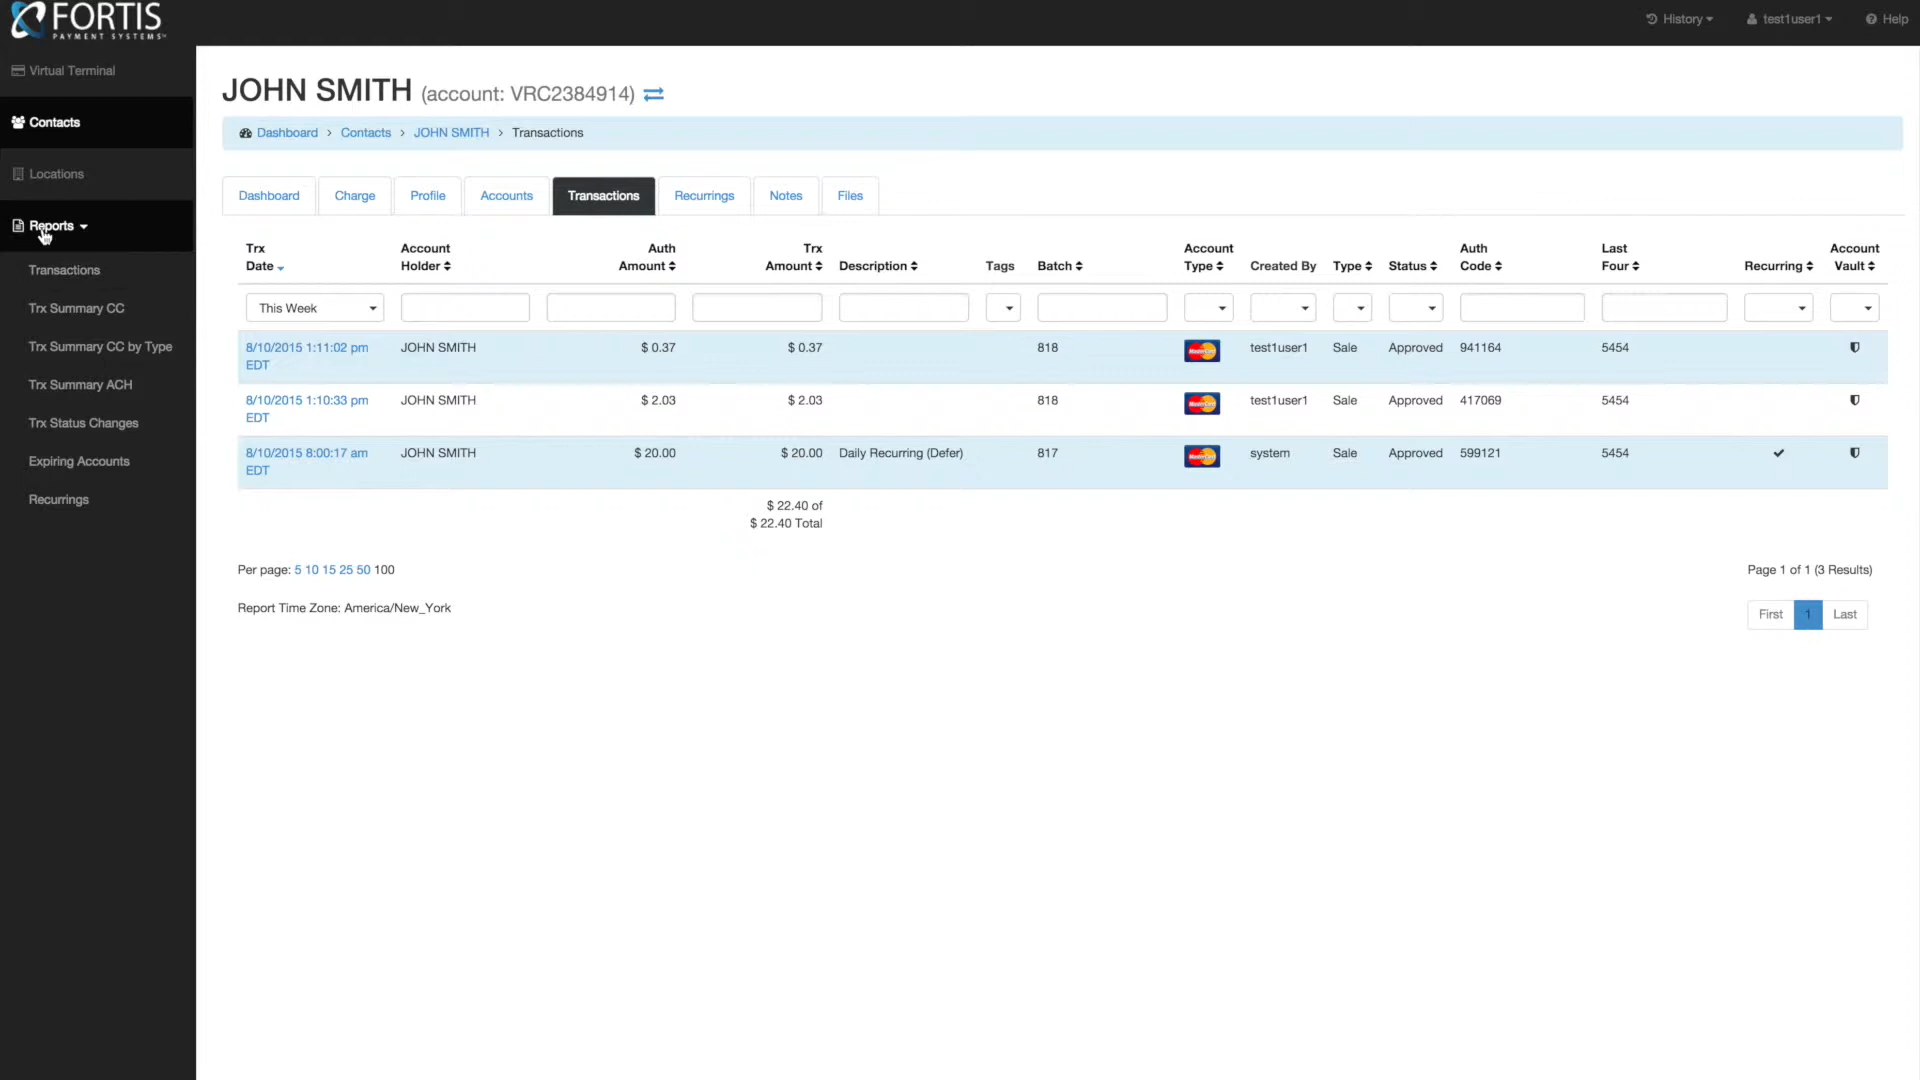 FORTIS
PAYMENT SYSTEMS
History
test1user1
Help
Virtual Terminal
Contacts
Locations
Reports
Transactions
Trx Summary CC
Trx Summary CC by Type
Trx Summary ACH
Trx Status Changes
Expiring Accounts
Recurrings
JOHN SMITH (account: VRC2384914)
Dashboard > Contacts > JOHN SMITH > Transactions
Dashboard Charge Profile Accounts Transactions Recurrings Notes Files
Trx Date Account Holder Auth Amount Trx Amount Description Tags Batch Account Type Created By Type Status Auth Code Last Four Recurring Account Vault
This Week
8/10/2015 1:11:02 pm EDT JOHN SMITH $ 0.37 $ 0.37 818 MasterCard test1user1 Sale Approved 941164 5454
8/10/2015 1:10:33 pm EDT JOHN SMITH $ 2.03 $ 2.03 818 MasterCard test1user1 Sale Approved 417069 5454
8/10/2015 8:00:17 am EDT JOHN SMITH $ 20.00 $ 20.00 Daily Recurring (Defer) 817 MasterCard system Sale Approved 599121 5454
$ 22.40 of
$ 22.40 Total
Per page: 5 10 15 25 50 100
Page 1 of 1 (3 Results)
Report Time Zone: America/New_York
First 1 Last